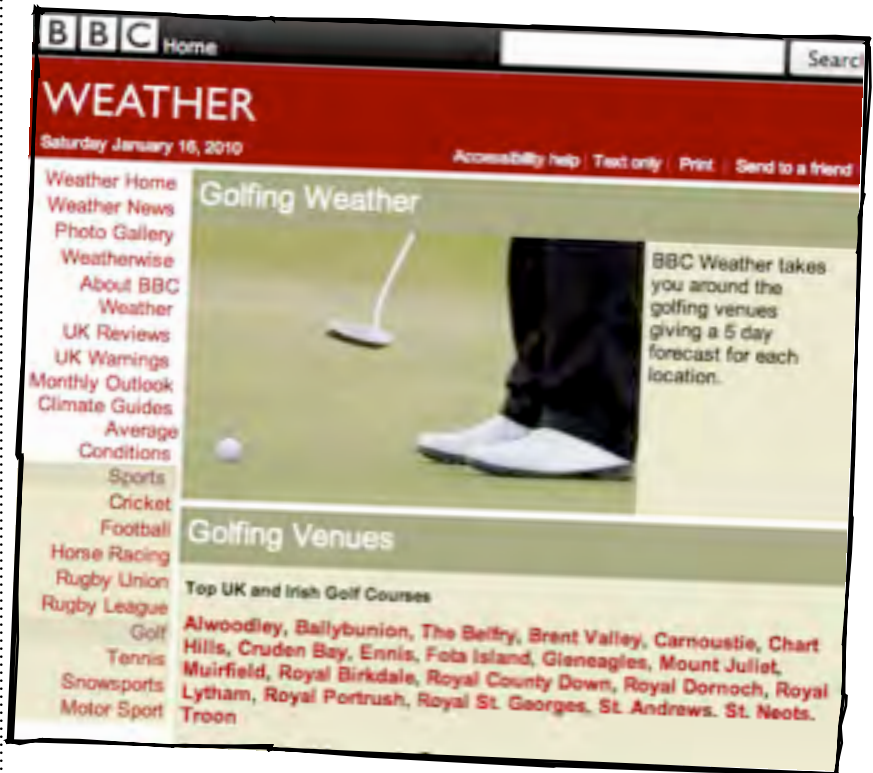 BBC Home
Search
WEATHER
Saturday January 16, 2010
Accessibility help | Text only | Print | Send to a friend
Weather Home
Weather News
Photo Gallery
Weatherwise
About BBC
Weather
UK Reviews
UK Warnings
Monthly Outlook
Climate Guides
Average
Conditions
Sports
Cricket
Football
Horse Racing
Rugby Union
Rugby League
Golf
Tennis
Snowsports
Motor Sport
Golfing Weather
BBC Weather takes
you around the
golfing venues
giving a 5 day
forecast for each
location.
Golfing Venues
Top UK and Irish Golf Courses
Alwoodley, Ballybunion, The Belfry, Brent Valley, Carnoustie, Chart
Hills, Cruden Bay, Ennis, Fota Island, Gleneagles, Mount Juliet,
Muirfield, Royal Birkdale, Royal County Down, Royal Dornoch, Royal
Lytham, Royal Portrush, Royal St. Georges, St. Andrews. St. Neots.
Troon